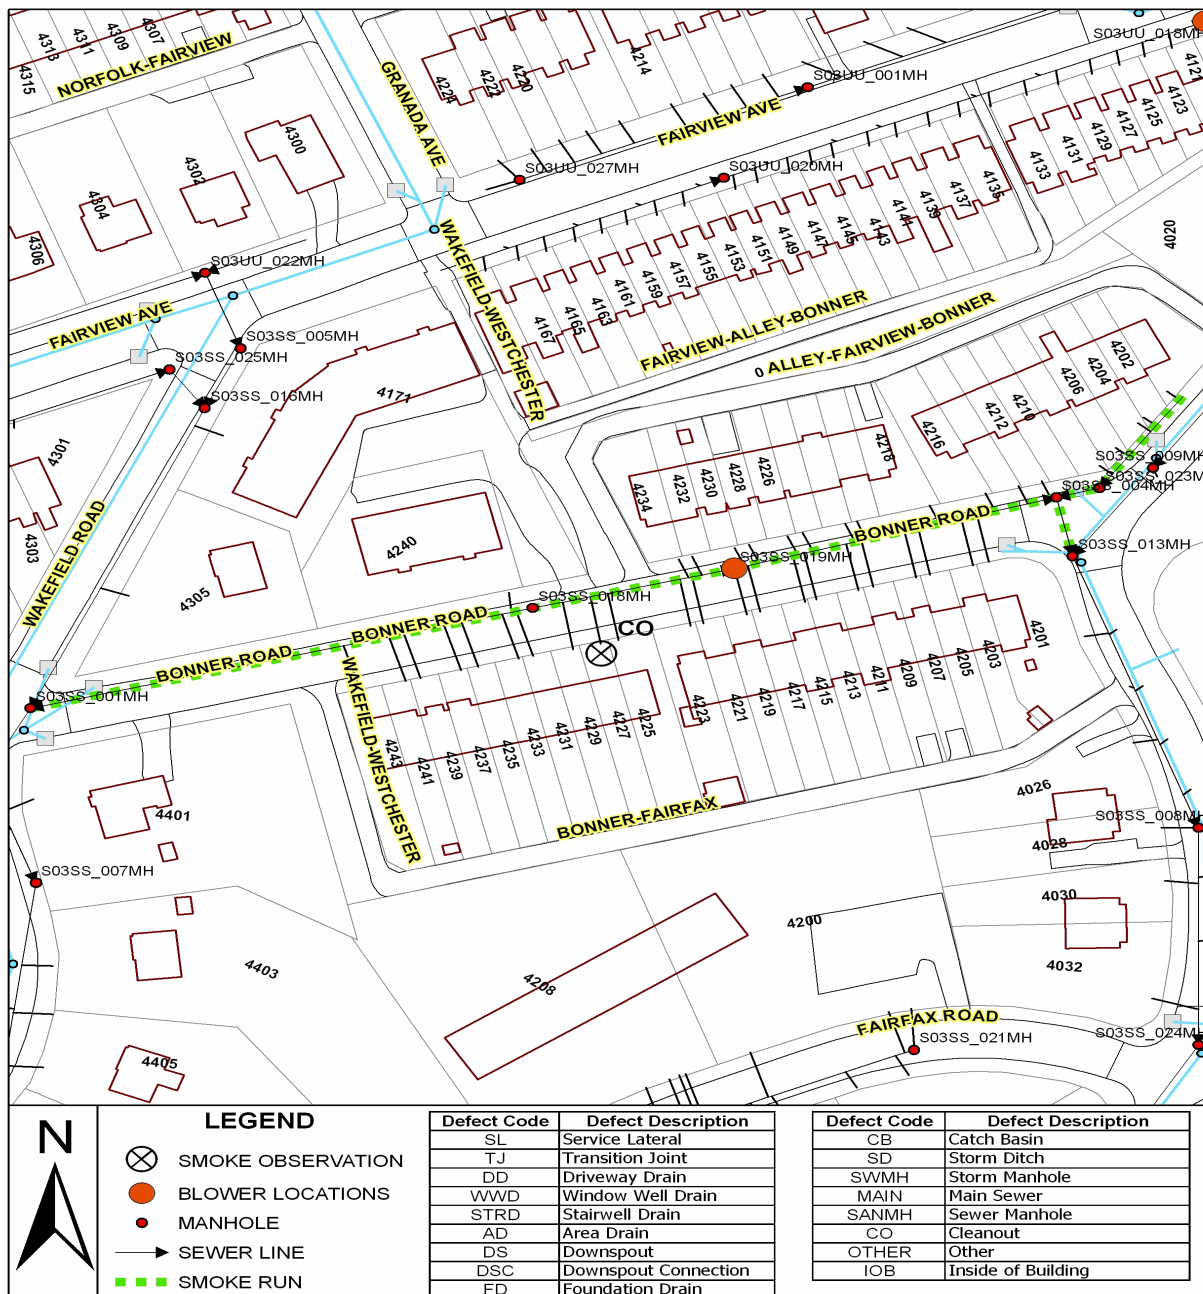 4315
4313
4311
4309
4307
NORFOLK-FAIRVIEW
GRANADA AVE
4224
4222
4220
4214
S03UU_001MH
S03UU_018MH
4121
4123
4125
4127
4129
4131
4133
FAIRVIEW AVE
4300
4302
4304
4306
S03UU_027MH
S03UU_020MH
4135
4137
4139
4141
4143
4145
4147
4149
4151
4153
4155
4157
4159
4161
4163
4165
4167
4020
S03UU_022MH
WAKEFIELD-WESTCHESTER
FAIRVIEW AVE
S03SS_005MH
S03SS_025MH
S03SS_016MH
FAIRVIEW-ALLEY-BONNER
0 ALLEY-FAIRVIEW-BONNER
4171
4202
4204
4206
4210
4212
4216
4218
4226
4228
4230
4232
4234
4301
4303
WAKEFIELD ROAD
4240
4305
S03SS_009MH
S03SS_023M
S03SS_004MH
S03SS_013MH
BONNER-ROAD
S03SS_019MH
S03SS_018MH
BONNER-ROAD
BONNER-ROAD
CO
S03SS_001MH
WAKEFIELD-WESTCHESTER
4201
4203
4205
4207
4209
4211
4213
4215
4217
4219
4221
4223
4225
4227
4229
4231
4233
4235
4237
4239
4241
4243
BONNER-FAIRFAX
4401
S03SS_007MH
4026
S03SS_008MH
4028
4030
4032
4200
4208
4403
4405
FAIRFAX ROAD
S03SS_021MH
S03SS_024MH
N
LEGEND
SMOKE OBSERVATION
BLOWER LOCATIONS
MANHOLE
SEWER LINE
SMOKE RUN
Defect Code Defect Description
SL Service Lateral
TJ Transition Joint
DD Driveway Drain
WWD Window Well Drain
STRD Stairwell Drain
AD Area Drain
DS Downspout
DSC Downspout Connection
FD Foundation Drain
Defect Code Defect Description
CB Catch Basin
SD Storm Ditch
SWMH Storm Manhole
MAIN Main Sewer
SANMH Sewer Manhole
CO Cleanout
OTHER Other
IOB Inside of Building